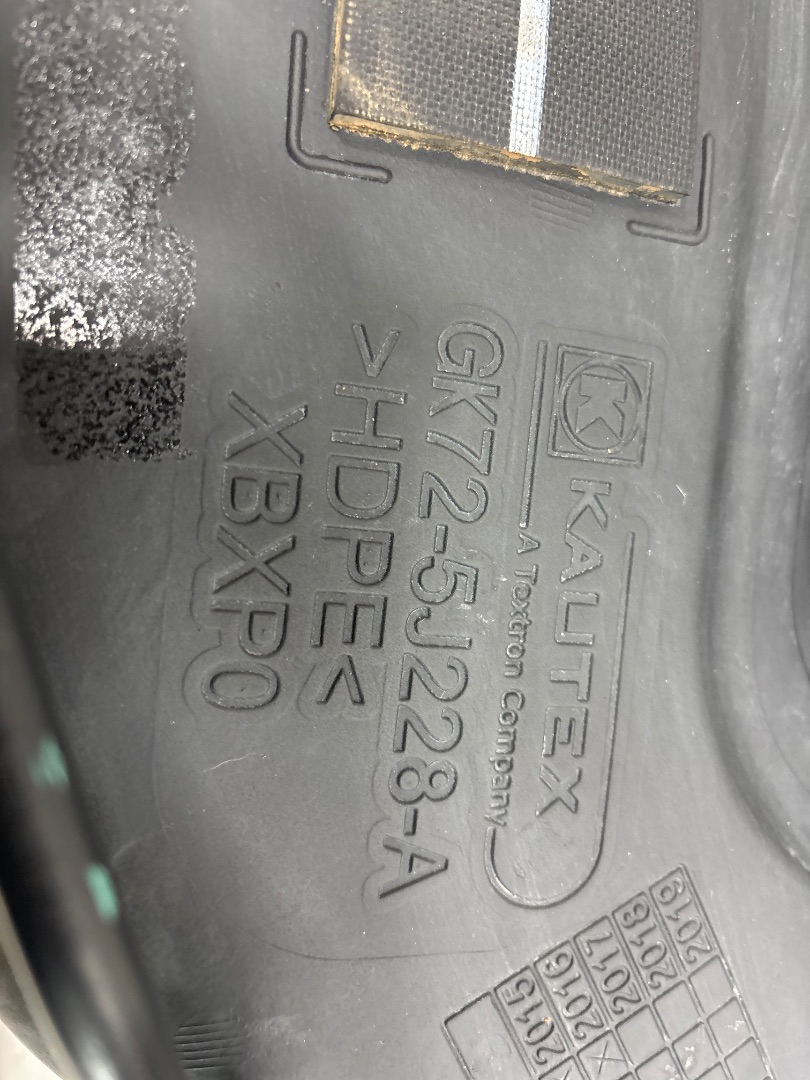 K KAUTEX
A Textron Company
GK72-5J228-A
>HDPE<
XBXP0
2015
2016
2017
2018
2019